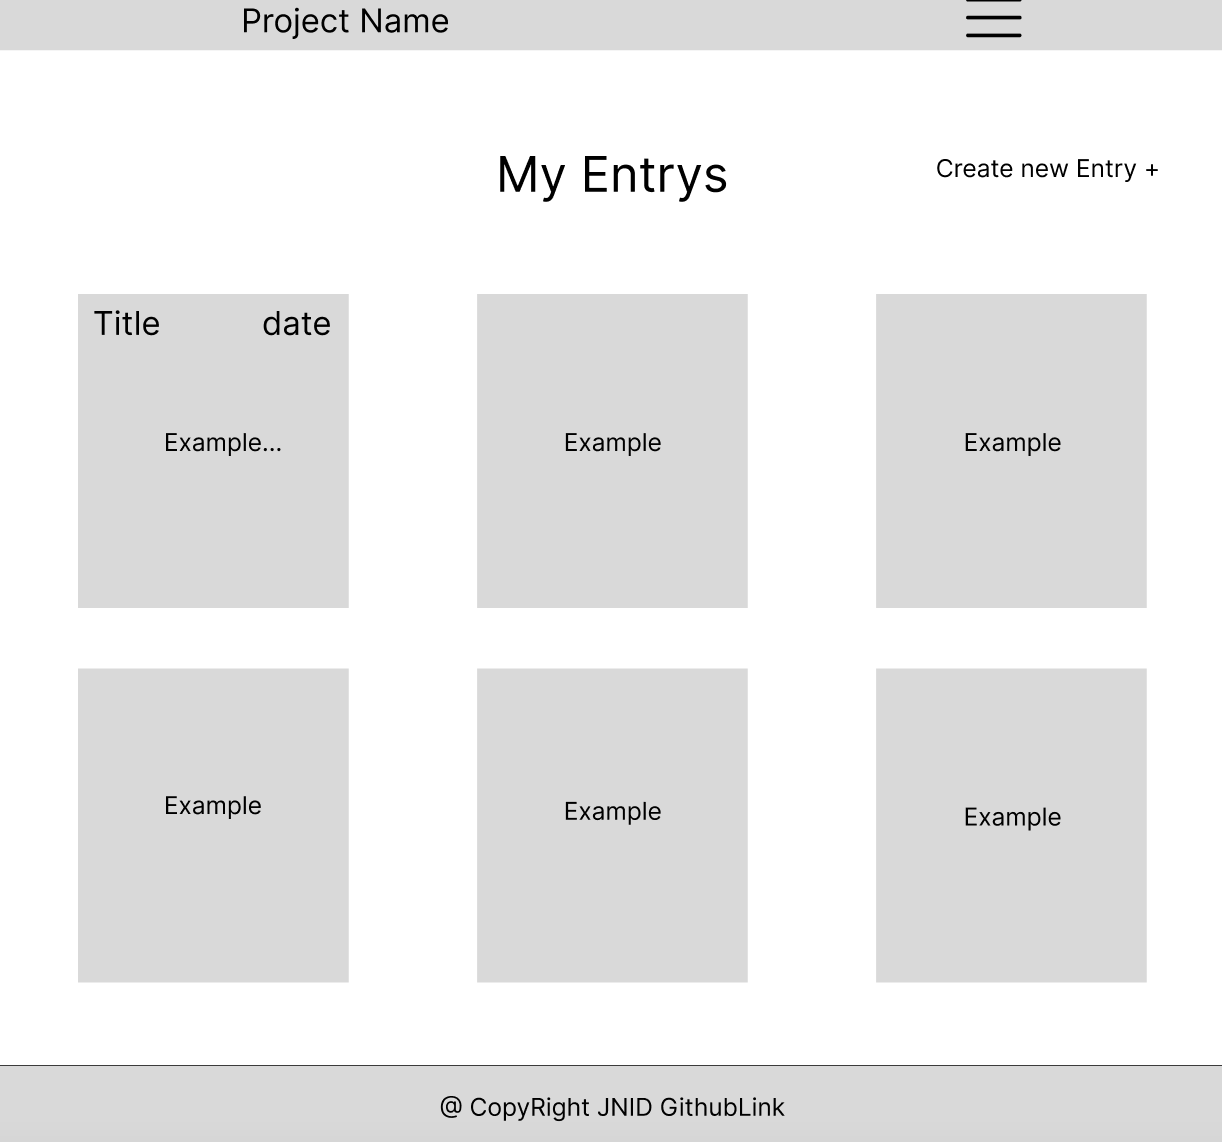 Project Name
My Entrys
Create new Entry +
Title date
Example...
Example
Example
Example
Example
Example
@ CopyRight JNID GithubLink